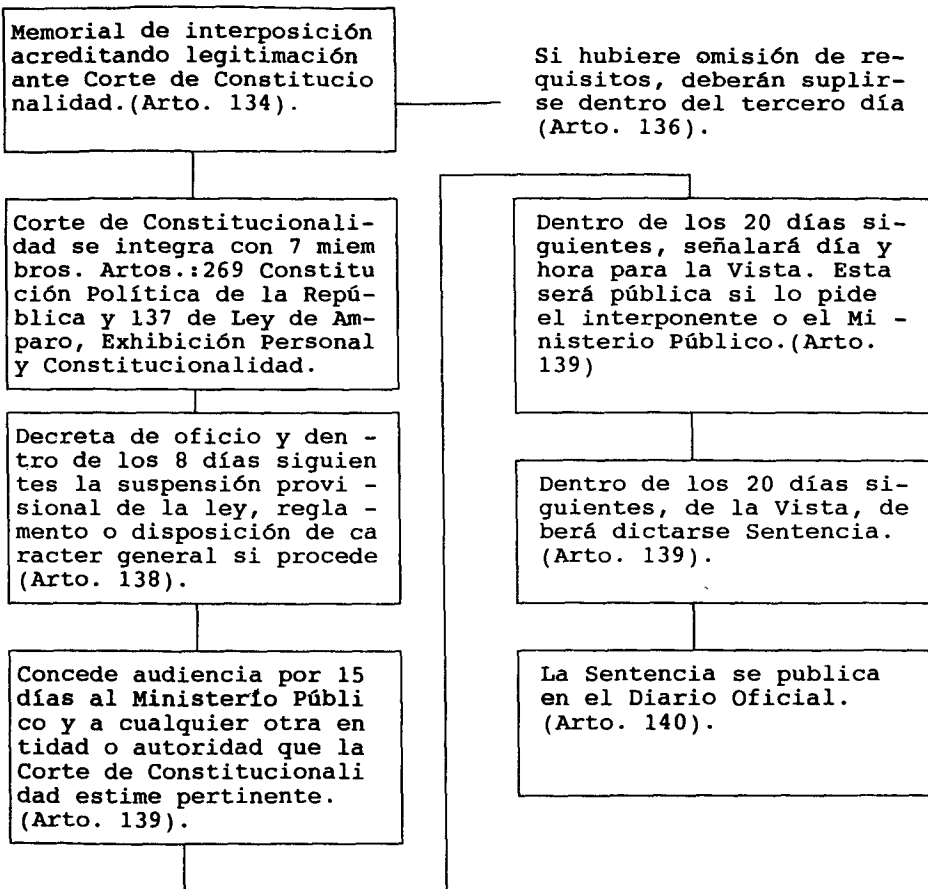 Memorial de interposición
acreditando legitimación
ante Corte de Constitucio
nalidad.(Arto. 134).
Si hubiere omisión de re-
quisitos, deberán suplir-
se dentro del tercero día
(Arto. 136).
Corte de Constitucionali-
dad se integra con 7 miem
bros. Artos.:269 Constitu
ción Política de la Repú-
blica y 137 de Ley de Am-
paro, Exhibición Personal
y Constitucionalidad.
Decreta de oficio y den -
tro de los 8 días siguien
tes la suspensión provi -
sional de la ley, regla -
mento o disposición de ca
racter general si procede
(Arto. 138).
Concede audiencia por 15
días al Ministerío Públi
co y a cualquier otra en
tidad o autoridad que la
Corte de Constitucionali
dad estime pertinente.
(Arto. 139).
Dentro de los 20 días si-
guientes, señalará día y
hora para la Vista. Esta
será pública si lo pide
el interponente o el Mi -
nisterio Público.(Arto.
139)
Dentro de los 20 días si-
guientes, de la Vista, de
berá dictarse Sentencia.
(Arto. 139).
La Sentencia se publica
en el Diario Oficial.
(Arto. 140).